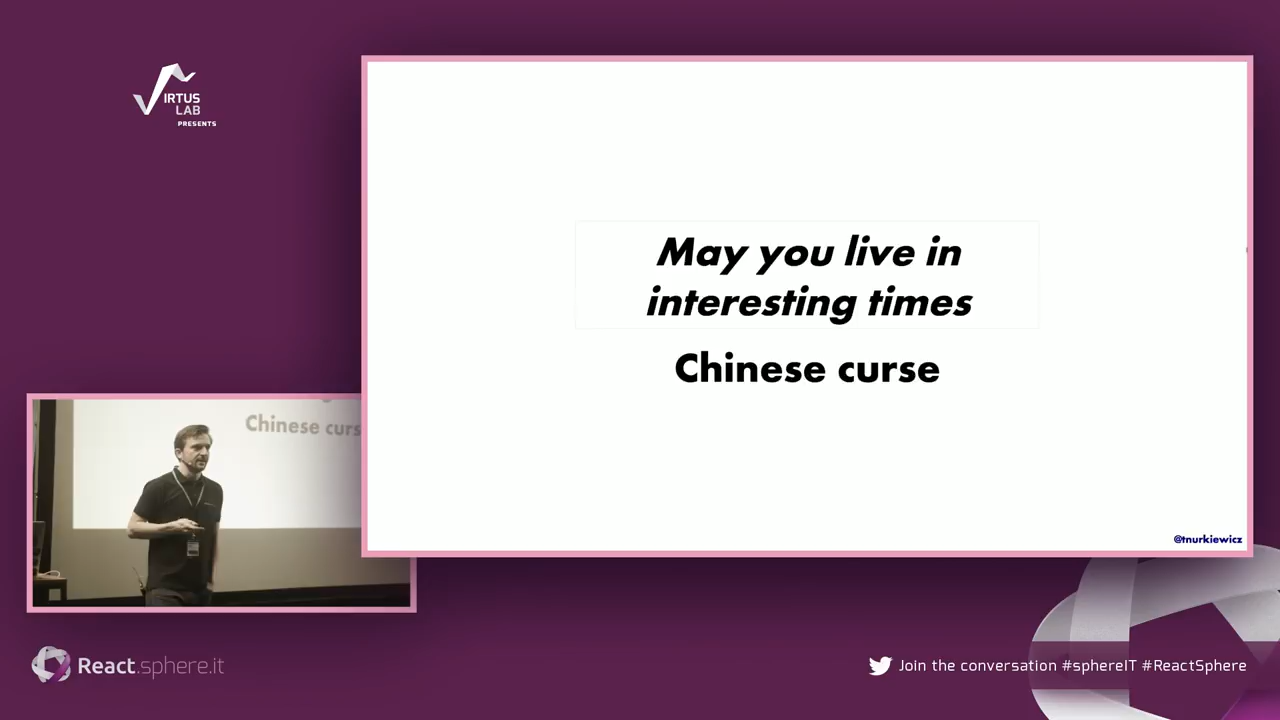 VIRTUS
LAB
PRESENTS
May you live in
interesting times
Chinese curse
@tnurkiewicz
Chinese curs
React.sphere.it
Join the conversation #sphereIT #ReactSphere